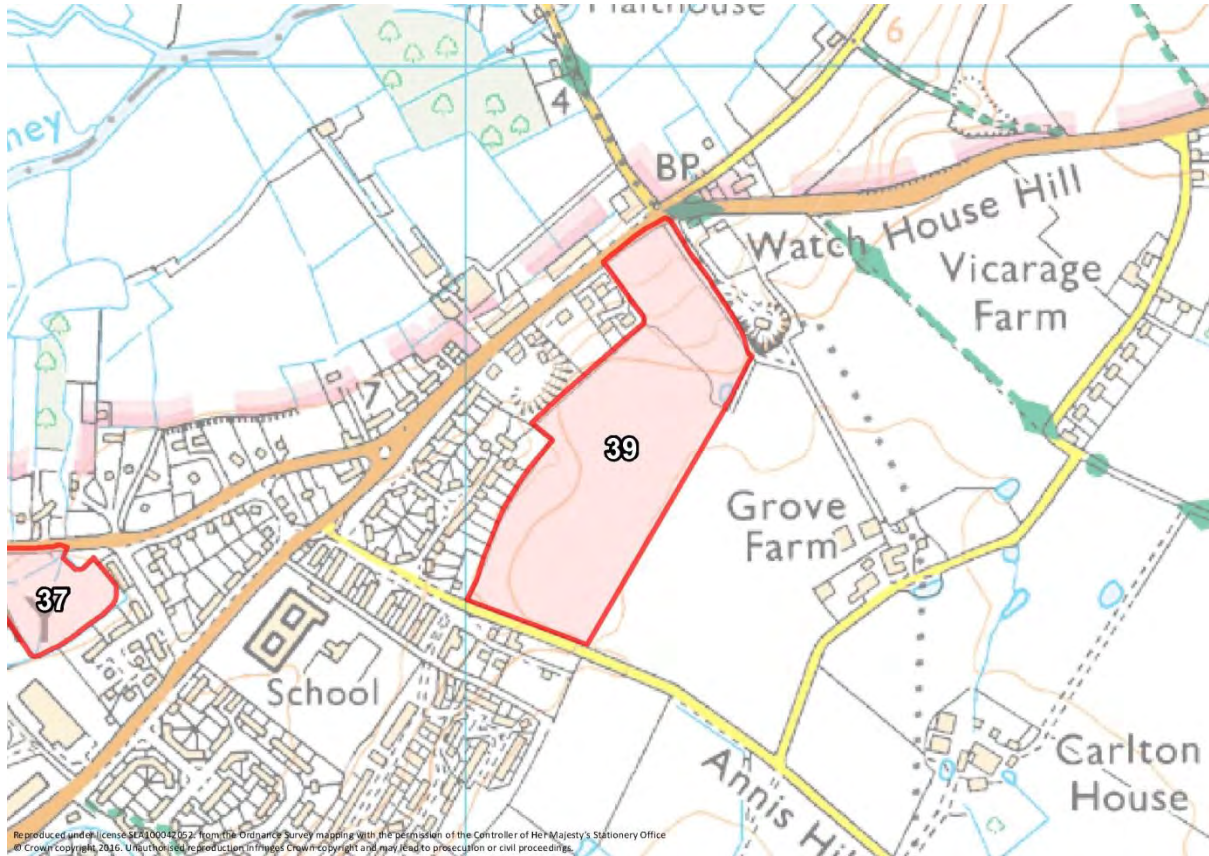 6
4
ney
BP
Watch House Hill
Vicarage
Farm
7
39
Grove
Farm
37
School
Carlton
House
Annis
Reproduced under license SLA100042052, from the Ordnance Survey mapping with the permission of the Controller of Her Majesty's Stationery Office
© Crown copyright 2016. Unauthorised reproduction infringes Crown copyright and may lead to prosecution or civil proceedings.